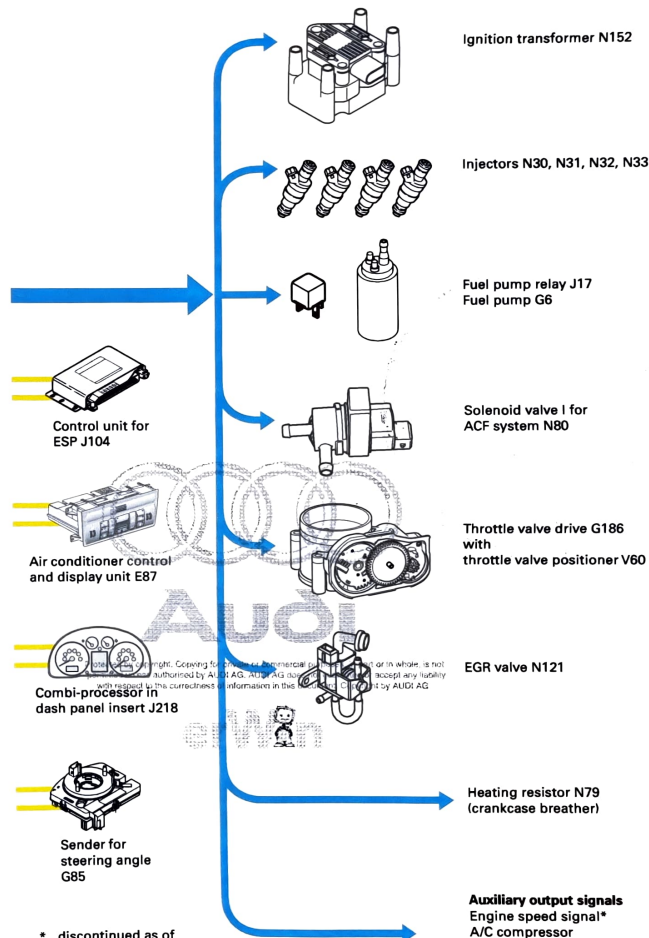 Ignition transformer N152
Injectors N30, N31, N32, N33
Fuel pump relay J17
Fuel pump G6
Control unit for
ESP J104
Solenoid valve I for
ACF system N80
Air conditioner control
and display unit E87
Throttle valve drive G186
with
throttle valve positioner V60
Audi
Protected by copyright. Copying for private or commercial purposes, in part or in whole, is not
authorised by AUDI AG. AUDI AG does not accept any liability
with respect to the correctness of information in this document. Copyright by AUDI AG.
EGR valve N121
Combi-processor in
dash panel insert J218
erWin
Heating resistor N79
(crankcase breather)
Sender for
steering angle
G85
Auxiliary output signals
Engine speed signal*
A/C compressor
* discontinued as of